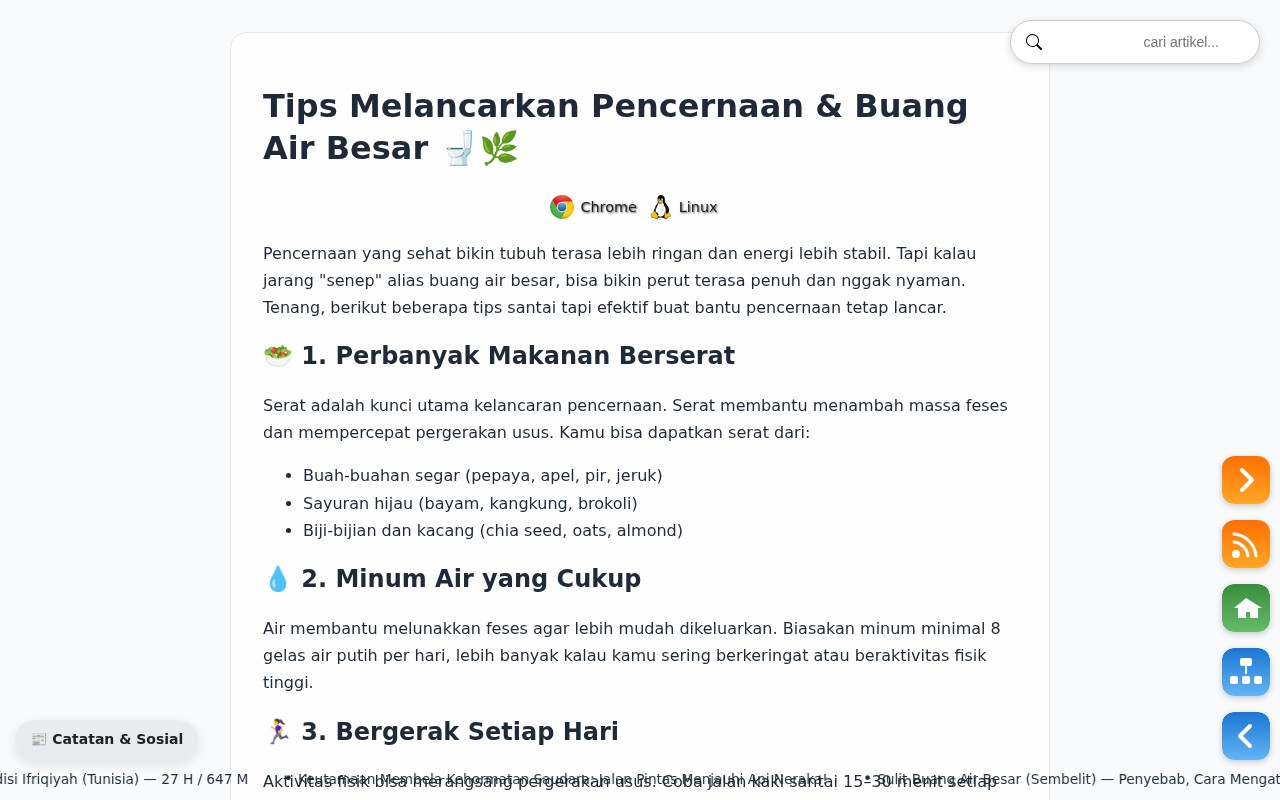 cari artikel...
Tips Melancarkan Pencernaan & Buang
Air Besar 🚽🌿
Chrome Linux
Pencernaan yang sehat bikin tubuh terasa lebih ringan dan energi lebih stabil. Tapi kalau
jarang "senep" alias buang air besar, bisa bikin perut terasa penuh dan nggak nyaman.
Tenang, berikut beberapa tips santai tapi efektif buat bantu pencernaan tetap lancar.
🥗 1. Perbanyak Makanan Berserat
Serat adalah kunci utama kelancaran pencernaan. Serat membantu menambah massa feses
dan mempercepat pergerakan usus. Kamu bisa dapatkan serat dari:
• Buah-buahan segar (pepaya, apel, pir, jeruk)
• Sayuran hijau (bayam, kangkung, brokoli)
• Biji-bijian dan kacang (chia seed, oats, almond)
💧 2. Minum Air yang Cukup
Air membantu melunakkan feses agar lebih mudah dikeluarkan. Biasakan minum minimal 8
gelas air putih per hari, lebih banyak kalau kamu sering berkeringat atau beraktivitas fisik
tinggi.
🏃‍♀️ 3. Bergerak Setiap Hari
📰 Catatan & Sosial
Aktivitas fisik bisa merangsang pergerakan usus. Coba jalan kaki santai 15–30 menit setiap
disi Ifriqiyah (Tunisia) — 27 H / 647 M • Keutamaan Membela Kehormatan Saudara: Jalan Pintas Menjauhi Api Neraka! • Sulit Buang Air Besar (Sembelit) — Penyebab, Cara Mengat